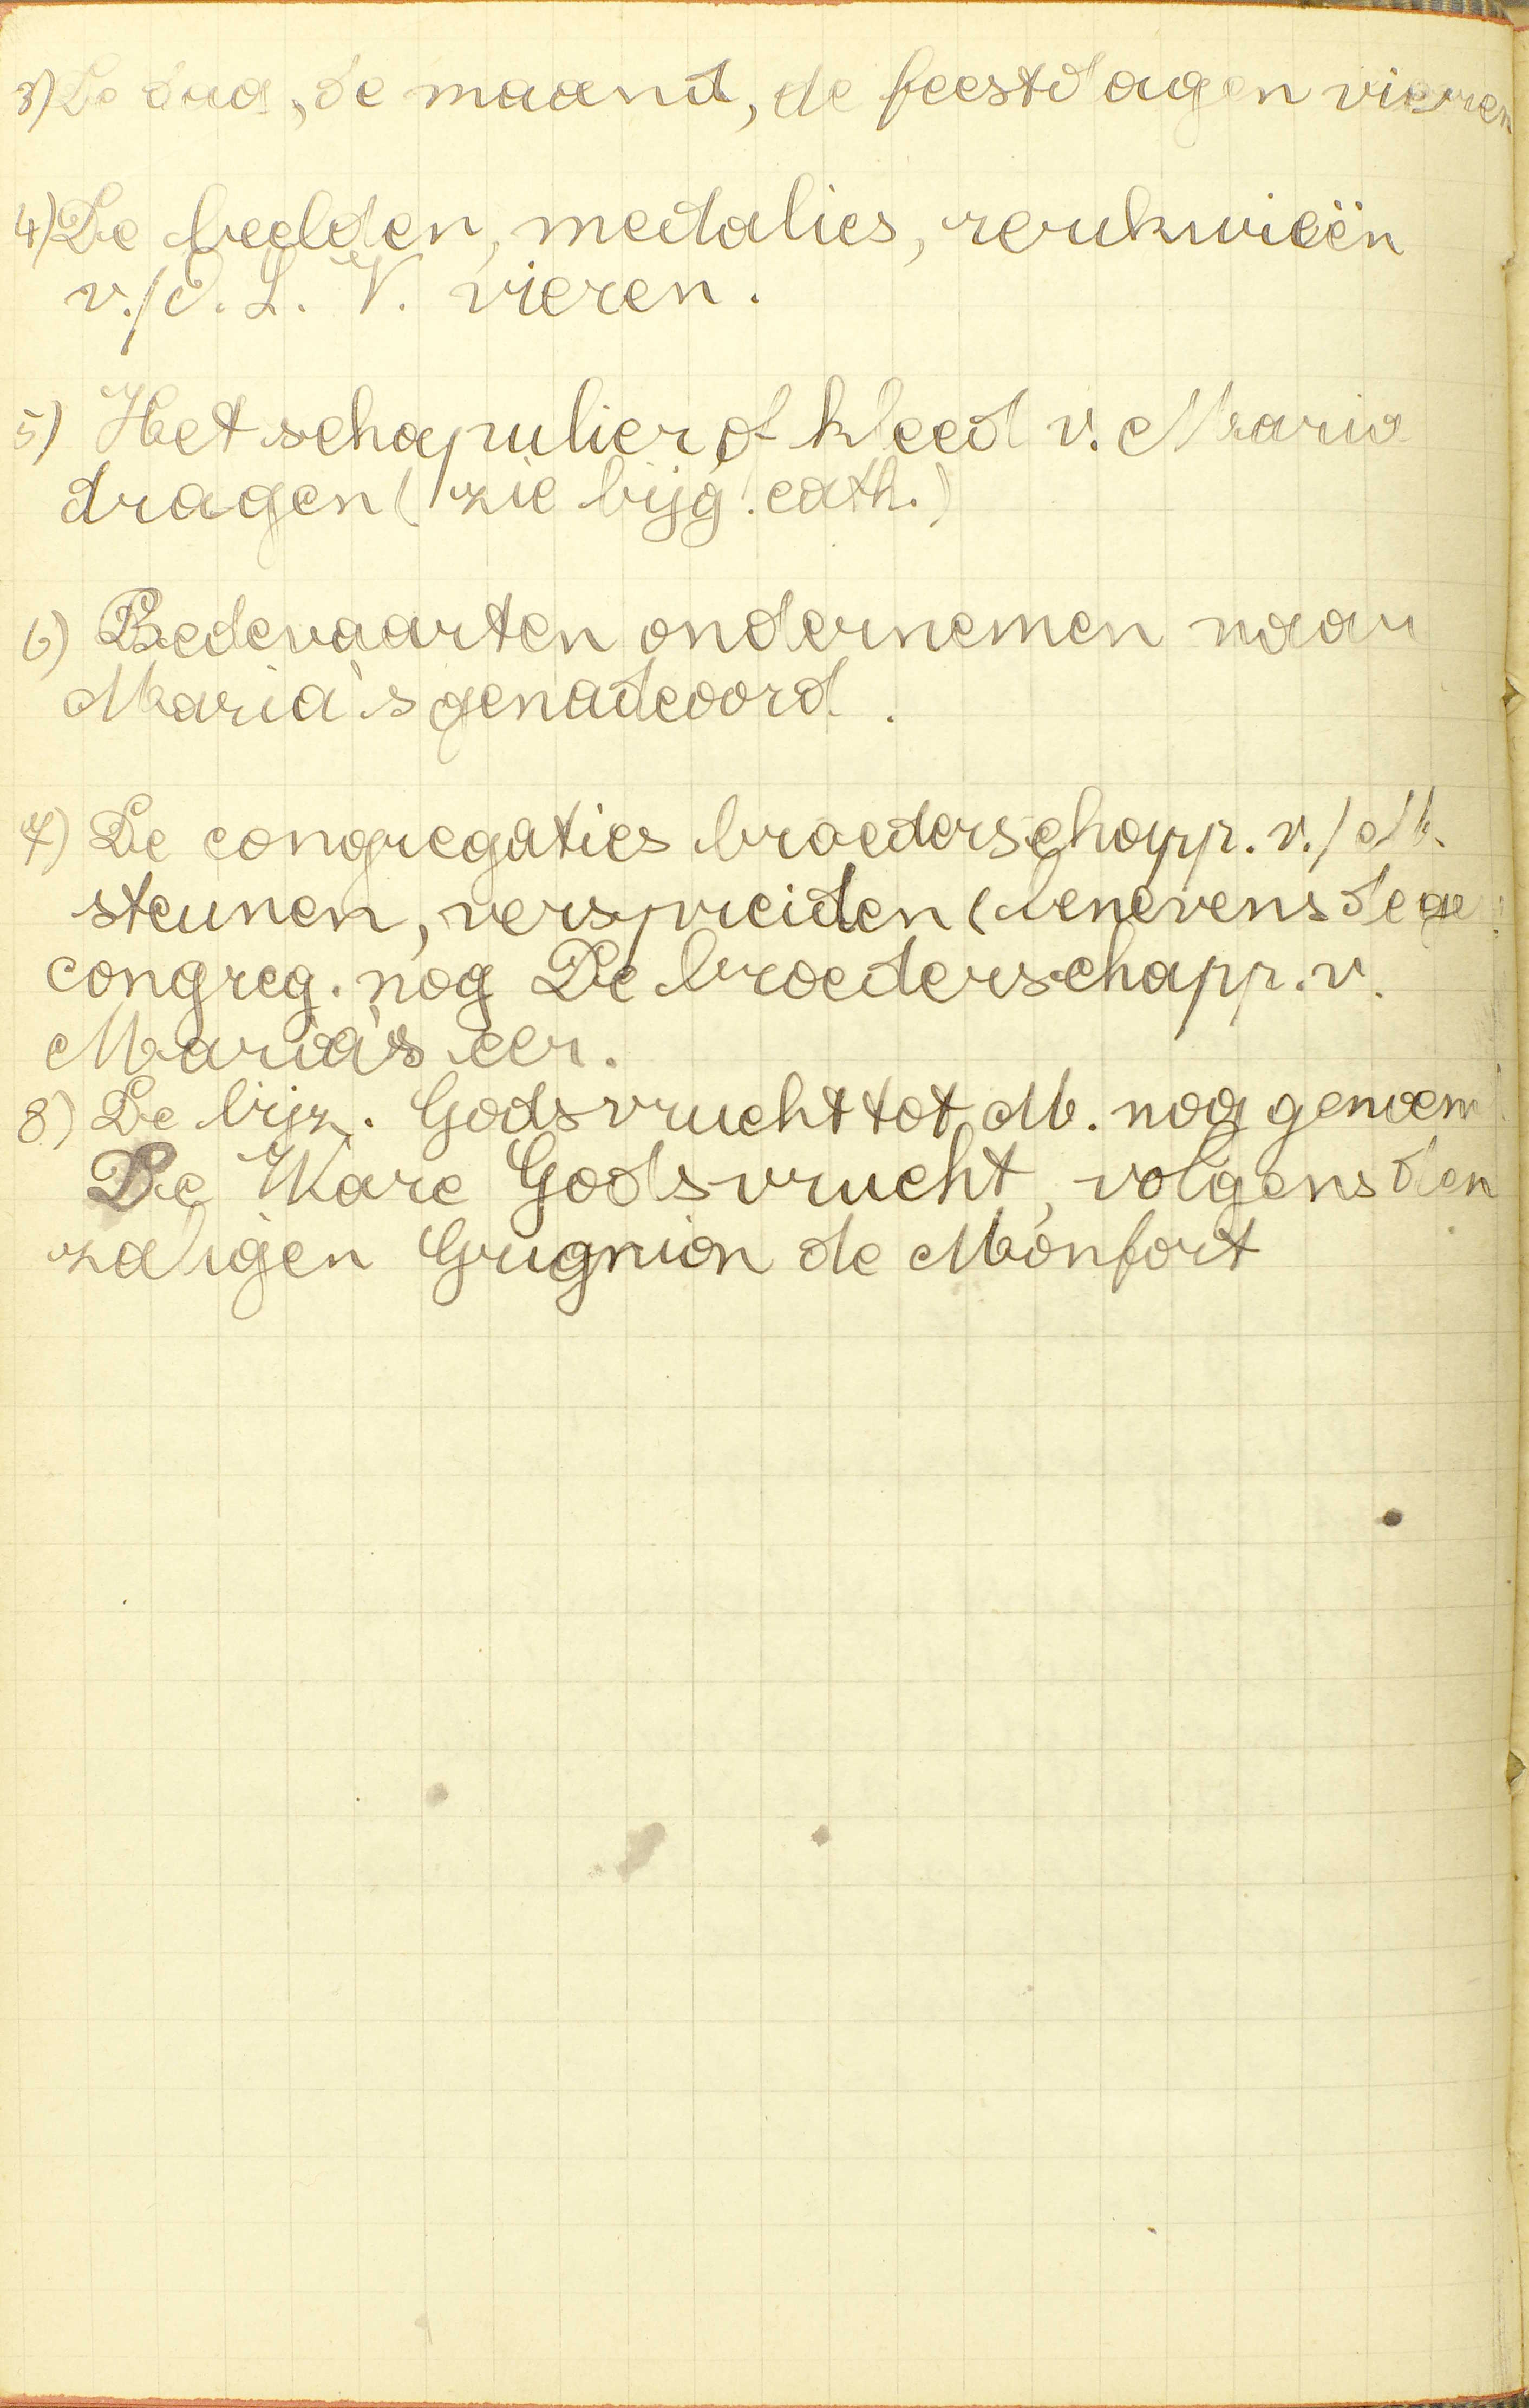 3) De dag, de maand, de feestdagen vieren
4) De beelden, medalies, reukwieën
v./O. L. V. vieren.
5) Het schapulier of kleed v. Maria
dragen (zie bijg. cath.)
6) Bedevaarten ondernemen naar
Maria's genadeoord.
7) De congregaties broederschapp. v./M.
steunen, verspreiden (benevens de
congreg. nog De broederschapp. v.
Maria's eer.
8) De bijz. Godsvrucht tot M. nog genoem
De Ware Godsvrucht, volgens den
zaligen Grignion de Monfort